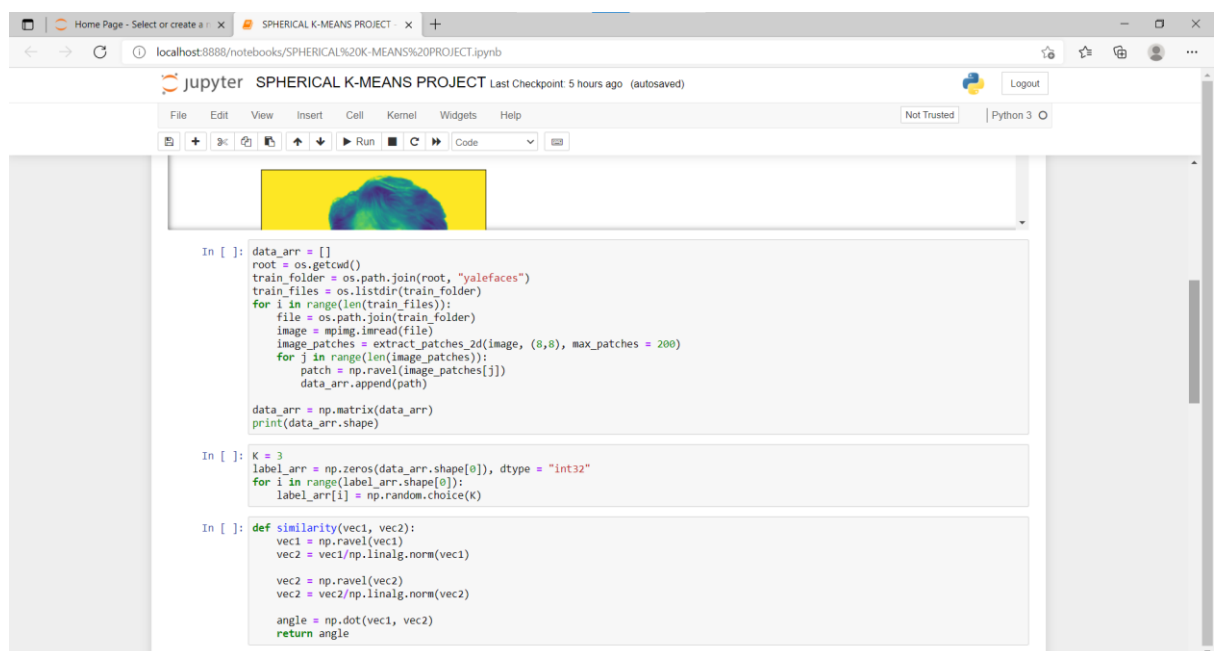 Home Page - Select or create a n
SPHERICAL K-MEANS PROJECT -
localhost:8888/notebooks/SPHERICAL%20K-MEANS%20PROJECT.ipynb
jupyter SPHERICAL K-MEANS PROJECT Last Checkpoint: 5 hours ago (autosaved)
Logout
File Edit View Insert Cell Kernel Widgets Help
Not Trusted
Python 3
Run
Code
In [ ]: data_arr = []
root = os.getcwd()
train_folder = os.path.join(root, "yalefaces")
train_files = os.listdir(train_folder)
for i in range(len(train_files)):
    file = os.path.join(train_folder)
    image = mpimg.imread(file)
    image_patches = extract_patches_2d(image, (8,8), max_patches = 200)
    for j in range(len(image_patches)):
        patch = np.ravel(image_patches[j])
        data_arr.append(path)
data_arr = np.matrix(data_arr)
print(data_arr.shape)
In [ ]: K = 3
label_arr = np.zeros(data_arr.shape[0]), dtype = "int32"
for i in range(label_arr.shape[0]):
    label_arr[i] = np.random.choice(K)
In [ ]: def similarity(vec1, vec2):
    vec1 = np.ravel(vec1)
    vec2 = vec1/np.linalg.norm(vec1)
    vec2 = np.ravel(vec2)
    vec2 = vec2/np.linalg.norm(vec2)
    angle = np.dot(vec1, vec2)
    return angle